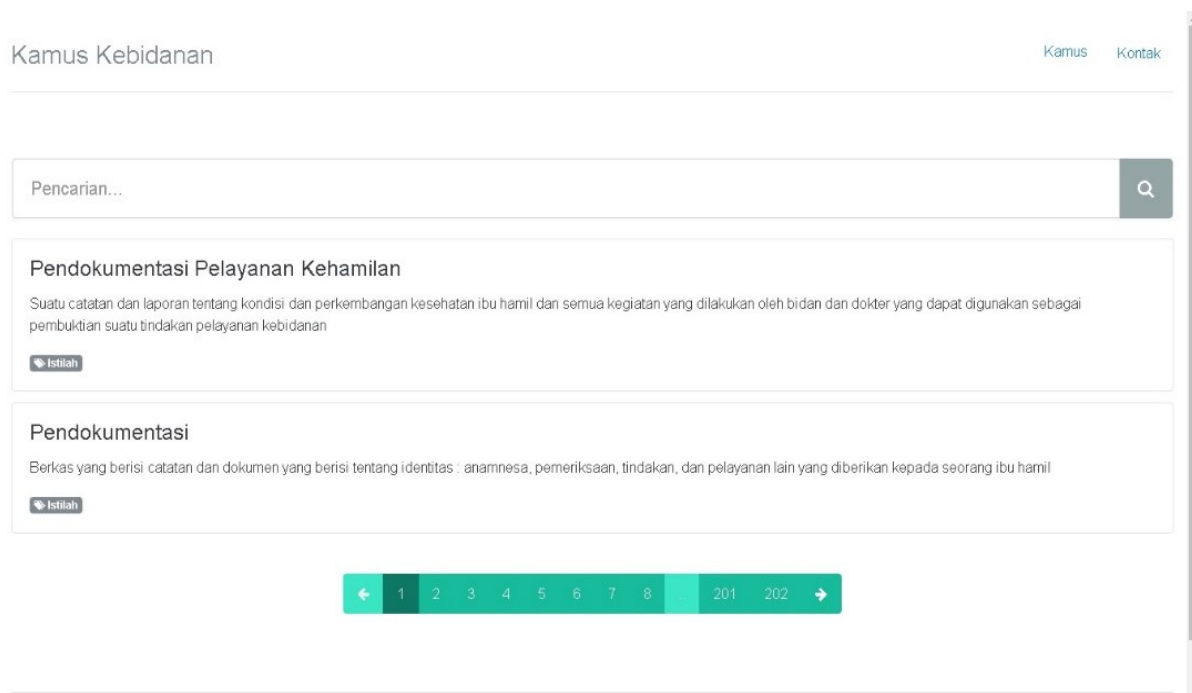 Kamus Kebidanan
Kamus Kontak
Pencarian...
Pendokumentasi Pelayanan Kehamilan
Suatu catatan dan laporan tentang kondisi dan perkembangan kesehatan ibu hamil dan semua kegiatan yang dilakukan oleh bidan dan dokter yang dapat digunakan sebagai
pembuktian suatu tindakan pelayanan kebidanan
Istilah
Pendokumentasi
Berkas yang berisi catatan dan dokumen yang berisi tentang identitas : anamnesa, pemeriksaan, tindakan, dan pelayanan lain yang diberikan kepada seorang ibu hamil
Istilah
1 2 3 4 5 6 7 8 ... 201 202